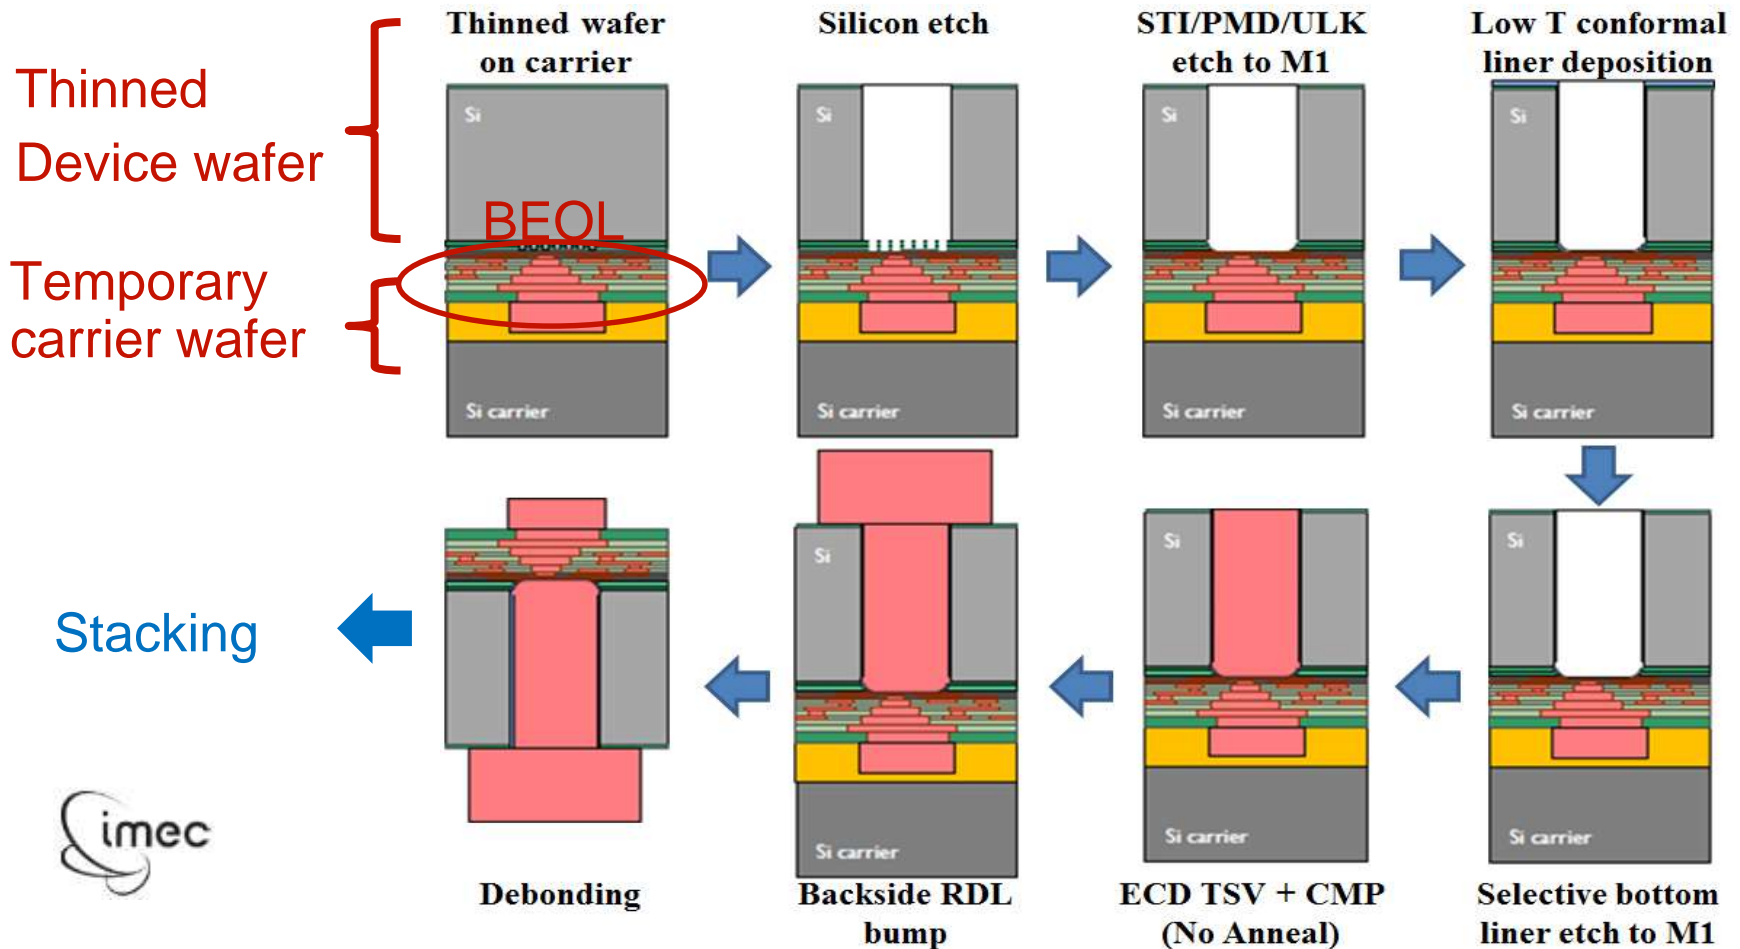 Thinned wafer
on carrier
Silicon etch
STI/PMD/ULK
etch to M1
Low T conformal
liner deposition
Thinned
Device wafer
Si
Si
Si
Si
BEOL
Temporary
carrier wafer
Si carrier
Si carrier
Si carrier
Si carrier
Si
Si
Si
Stacking
imec
Si carrier
Si carrier
Si carrier
Debonding
Backside RDL
bump
ECD TSV + CMP
(No Anneal)
Selective bottom
liner etch to M1